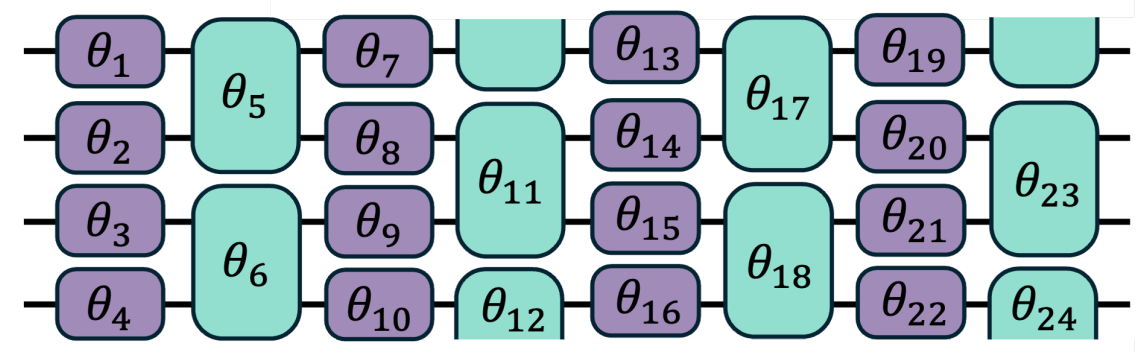 θ₁ θ₅ θ₇ θ₁₃ θ₁₇ θ₁₉
θ₂ θ₈ θ₁₁ θ₁₄ θ₂₀ θ₂₃
θ₃ θ₆ θ₉ θ₁₅ θ₁₈ θ₂₁
θ₄ θ₁₀ θ₁₂ θ₁₆ θ₂₂ θ₂₄